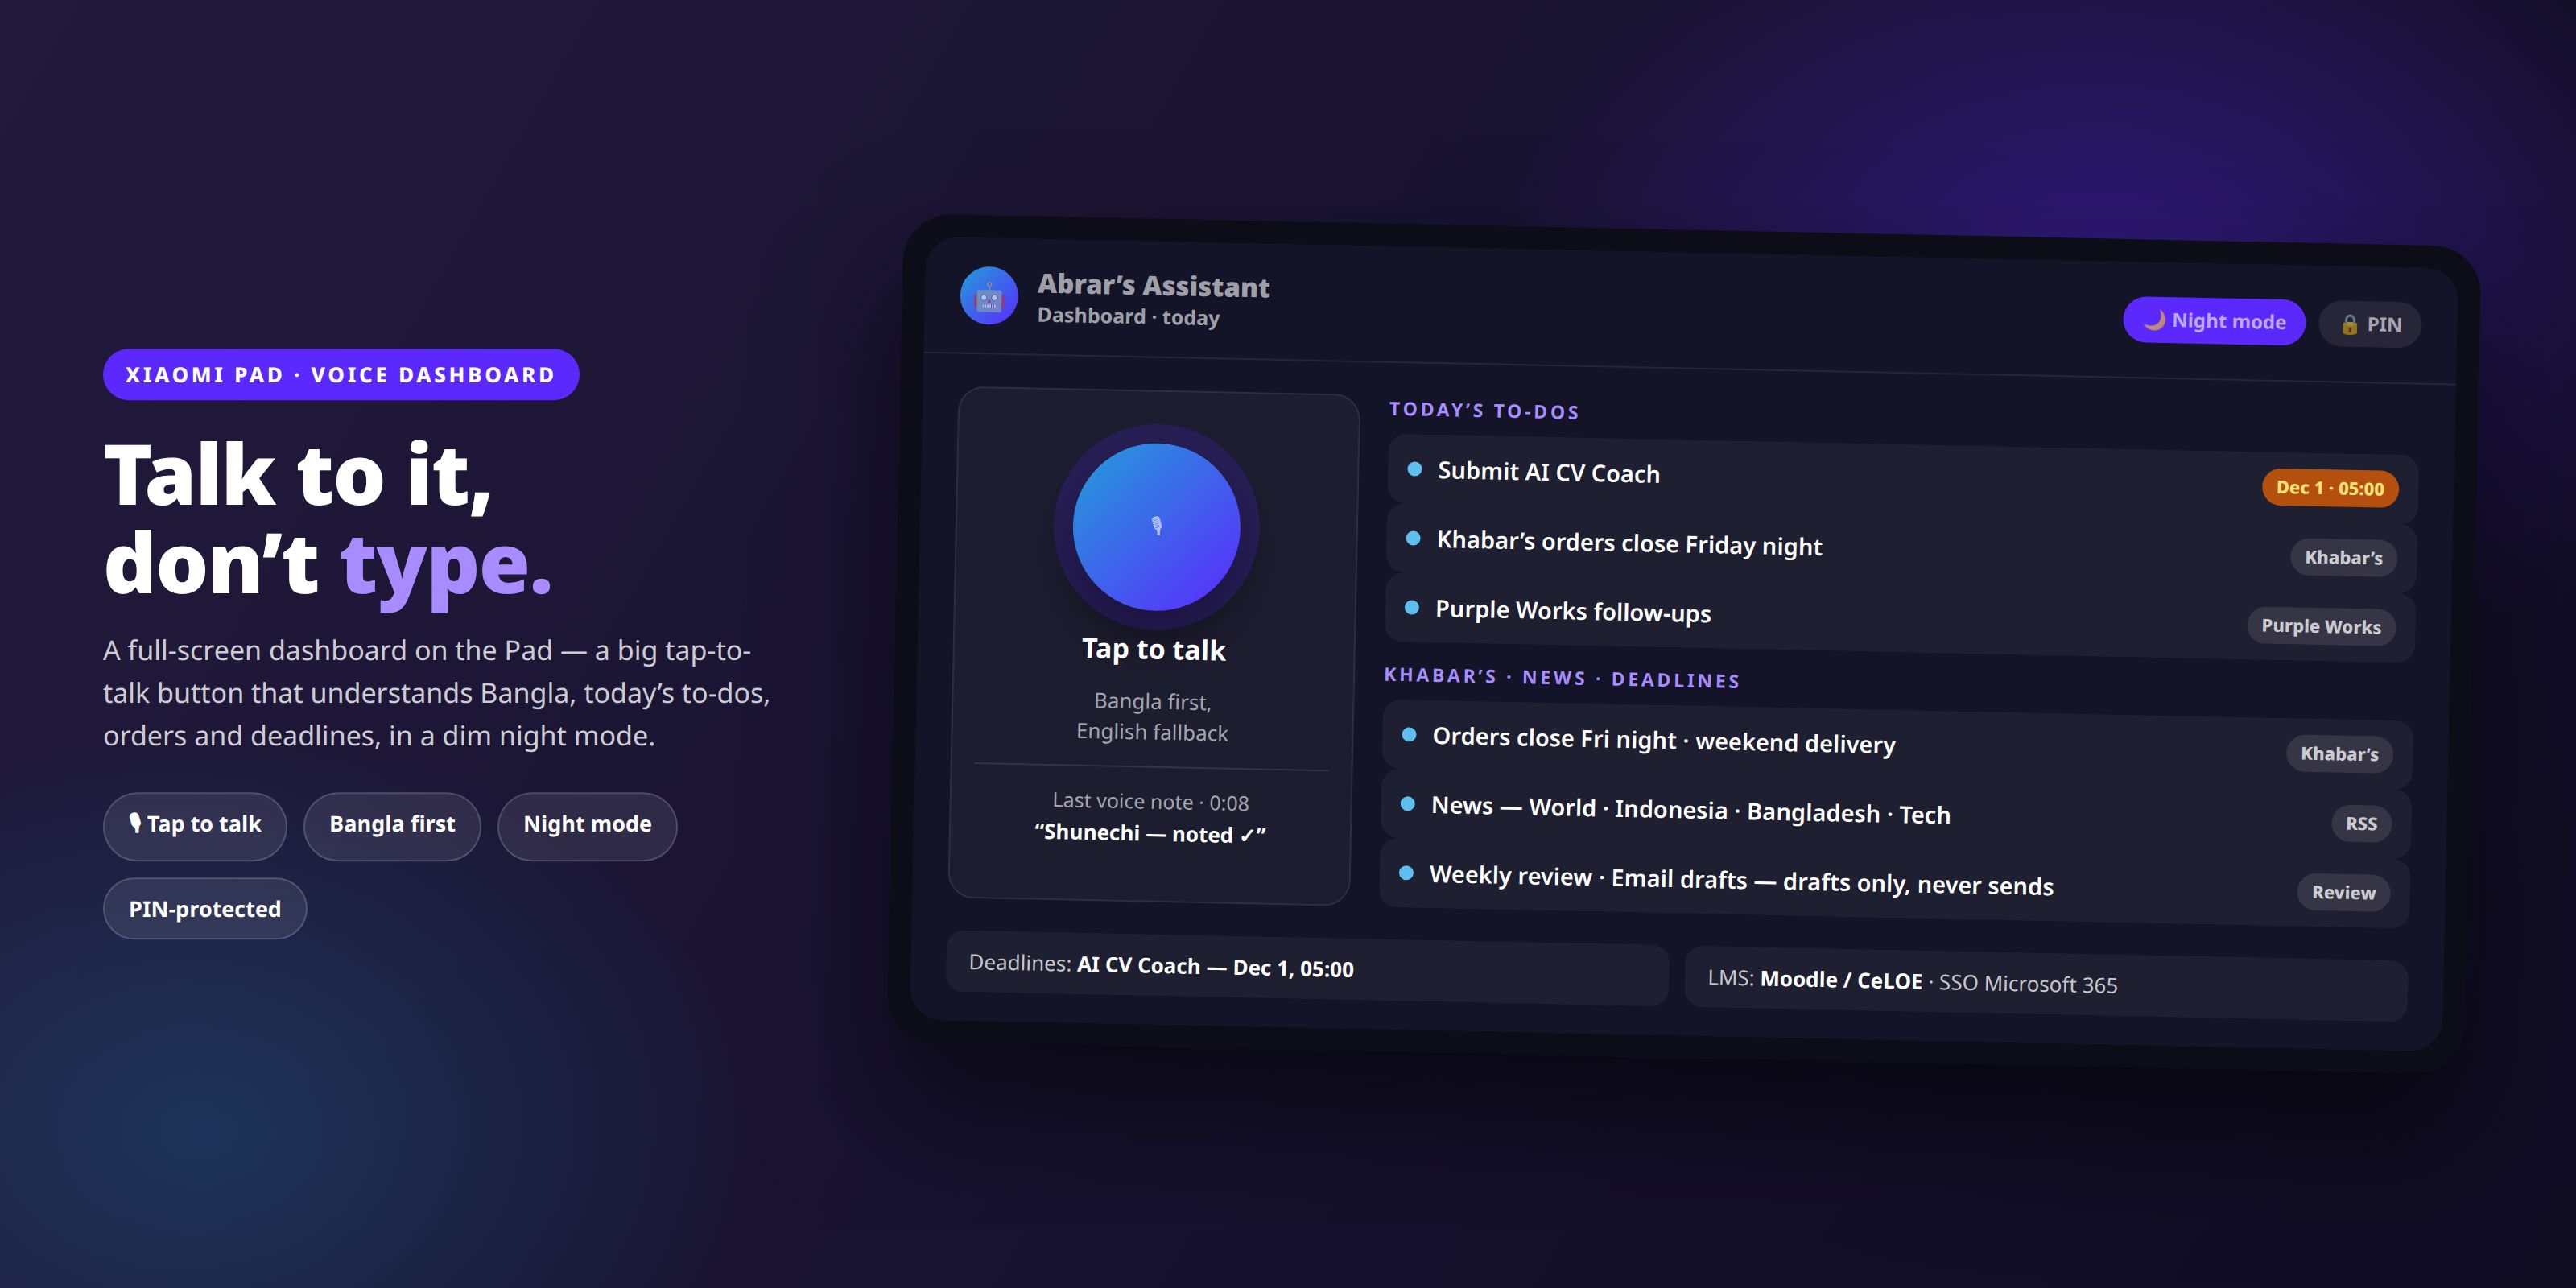 XIAOMI PAD · VOICE DASHBOARD
Talk to it,
don’t type.
A full-screen dashboard on the Pad — a big tap-to-
talk button that understands Bangla, today’s to-dos,
orders and deadlines, in a dim night mode.
🎙 Tap to talk
Bangla first
Night mode
PIN-protected
Abrar’s Assistant
Dashboard · today
🌙 Night mode
🔒 PIN
Tap to talk
Bangla first,
English fallback
Last voice note · 0:08
“Shunechi — noted ✓”
TODAY’S TO-DOS
Submit AI CV Coach
Dec 1 · 05:00
Khabar’s orders close Friday night
Khabar’s
Purple Works follow-ups
Purple Works
KHABAR’S · NEWS · DEADLINES
Orders close Fri night · weekend delivery
Khabar’s
News — World · Indonesia · Bangladesh · Tech
RSS
Weekly review · Email drafts — drafts only, never sends
Review
Deadlines: AI CV Coach — Dec 1, 05:00
LMS: Moodle / CeLOE · SSO Microsoft 365